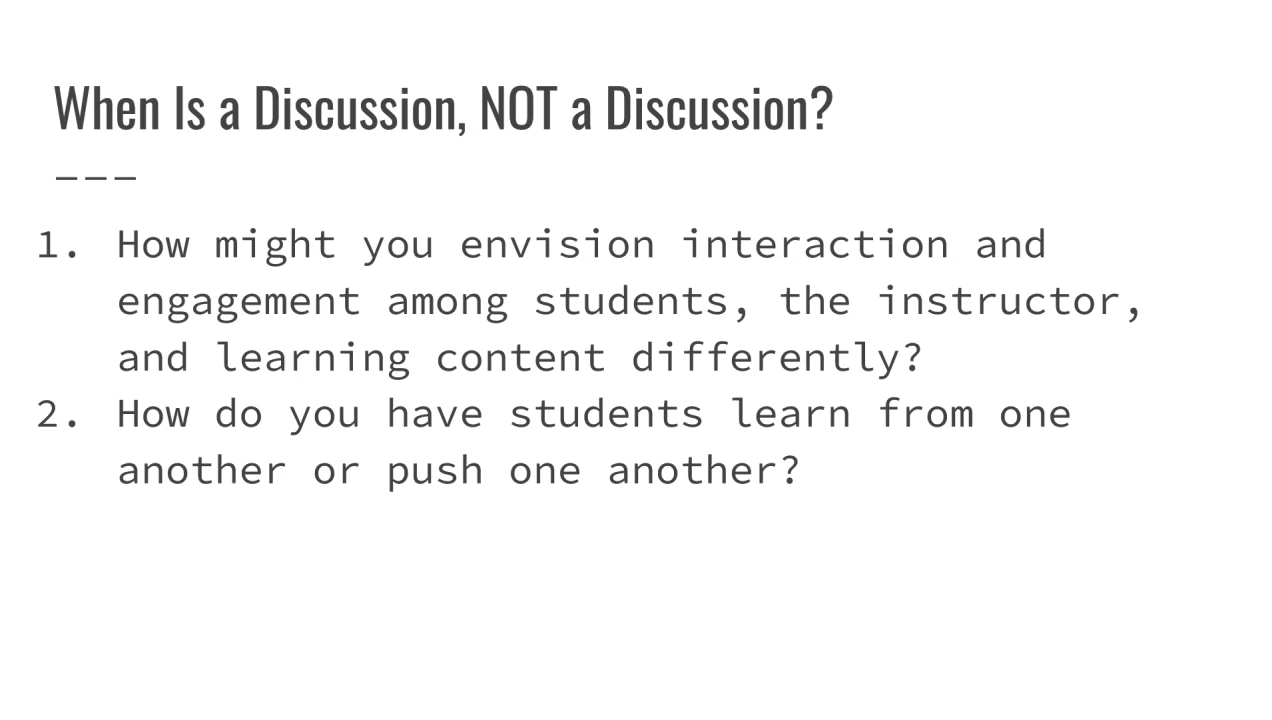 When Is a Discussion, NOT a Discussion?
1. How might you envision interaction and
engagement among students, the instructor,
and learning content differently?
2. How do you have students learn from one
another or push one another?